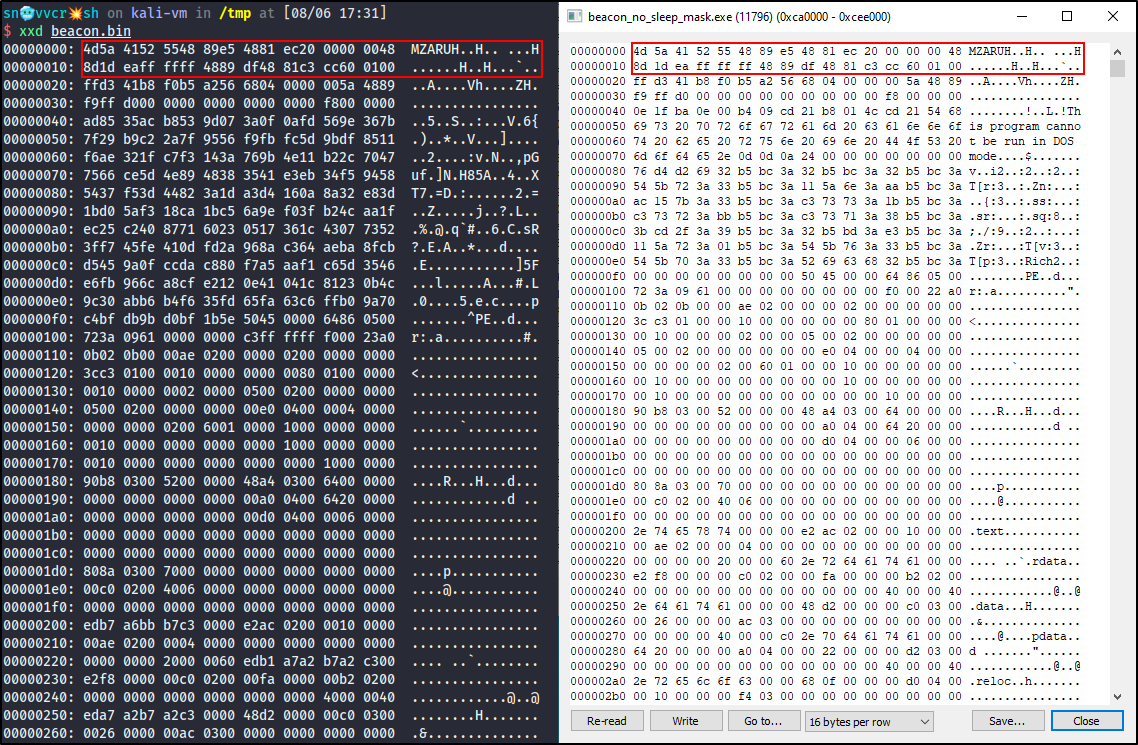 sn🥶vvcr💥sh on kali-vm in /tmp at [08/06 17:31]
$ xxd beacon.bin
00000000: 4d5a 4152 5548 89e5 4881 ec20 0000 0048  MZARUH..H.. ...H
00000010: 8d1d eaff ffff 4889 df48 81c3 cc60 0100  ......H..H...`..
00000020: ffd3 41b8 f0b5 a256 6804 0000 005a 4889  ..A....Vh....ZH.
00000030: f9ff d000 0000 0000 0000 0000 f800 0000  ................
00000040: ad85 35ac b853 9d07 3a0f 0afd 569e 367b  ..5..S..:...V.6{
00000050: 7f29 b9c2 2a7f 9556 f9fb fc5d 9bdf 8511  .)..*..V...]....
00000060: f6ae 321f c7f3 143a 769b 4e11 b22c 7047  ..2....:v.N..,pG
00000070: 7566 ce5d 4e89 4838 3541 e3eb 34f5 9458  uf.]N.H85A..4..X
00000080: 5437 f53d 4482 3a1d a3d4 160a 8a32 e83d  T7.=D.:......2.=
00000090: 1bd0 5af3 18ca 1bc5 6a9e f03f b24c aa1f  ..Z.....j..?.L..
000000a0: ec25 c240 8771 6023 0517 361c 4307 7352  .%.@.q`#..6.C.sR
000000b0: 3ff7 45fe 410d fd2a 968a c364 aeba 8fcb  ?.E.A..*...d....
000000c0: d545 9a0f ccda c880 f7a5 5aaf1 c65d 3546  .E..........]5F
000000d0: e6fb 966c a8cf e212 0e41 041c 8123 0b4c  ...l.....A...#.L
000000e0: 9c30 abb6 b4f6 35fd 65fa 63c6 ffb0 9a70  .0....5.e.c....p
000000f0: c4bf db9b d0bf 1b5e 5045 0000 6486 0500  .......^PE..d...
00000100: 723a 0961 0000 0000 c3ff ffff f000 23a0  r:.a..........#.
00000110: 0b02 0b00 00ae 0200 0000 0200 0000 0000  ................
00000120: 3cc3 0100 0010 0000 0000 0080 0100 0000  <...............
00000130: 0010 0000 0002 0000 0500 0200 0000 0000  ................
00000140: 0500 0200 0000 0000 00e0 0400 0004 0000  ................
00000150: 0000 0000 0200 6001 0000 1000 0000 0000  ......`.........
00000160: 0010 0000 0000 0000 0000 1000 0000 0000  ................
00000170: 0010 0000 0000 0000 0000 0000 1000 0000  ................
00000180: 90b8 0300 5200 0000 48a4 0300 6400 0000  ....R...H...d...
00000190: 0000 0000 0000 0000 00a0 0400 6420 0000  ............d ..
000001a0: 0000 0000 0000 0000 00d0 0400 0006 0000  ................
000001b0: 0000 0000 0000 0000 0000 0000 0000 0000  ................
000001c0: 0000 0000 0000 0000 0000 0000 0000 0000  ................
000001d0: 808a 0300 7000 0000 0000 0000 0000 0000  ....p...........
000001e0: 00c0 0200 4006 0000 0000 0000 0000 0000  ....@...........
000001f0: 0000 0000 0000 0000 0000 0000 0000 0000  ................
00000200: edb7 a6bb b7c3 0000 e2ac 0200 0010 0000  ................
00000210: 00ae 0200 0004 0000 0000 0000 0000 0000  ................
00000220: 0000 0000 2000 0060 edb1 a7a2 b7a2 c300  .... ..`........
00000230: e2f8 0000 00c0 0200 00fa 0000 00b2 0200  ................
00000240: 0000 0000 0000 0000 0000 0000 4000 0040  ............@..@
00000250: eda7 a2b7 a2c3 0000 48d2 0000 00c0 0300  ........H.......
00000260: 0026 0000 00ac 0300 0000 0000 0000 0000  .&..............
beacon_no_sleep_mask.exe (11796) (0xca0000 - 0xcee000)
00000000 4d 5a 41 52 55 48 89 e5 48 81 ec 20 00 00 00 48 MZARUH..H.. ...H
00000010 8d 1d ea ff ff ff 48 89 df 48 81 c3 cc 60 01 00 ......H..H...`..
00000020 ff d3 41 b8 f0 b5 a2 56 68 04 00 00 00 5a 48 89 ..A....Vh....ZH.
00000030 f9 ff d0 00 00 00 00 00 00 00 00 00 f8 00 00 00 ................
00000040 0e 1f ba 0e 00 b4 09 cd 21 b8 01 4c cd 21 54 68 ........!..L.!Th
00000050 69 73 20 70 72 6f 67 72 61 6d 20 63 61 6e 6e 6f is program canno
00000060 74 20 62 65 20 72 75 6e 20 69 6e 20 44 4f 53 20 t be run in DOS
00000070 6d 6f 64 65 2e 0d 0d 0a 24 00 00 00 00 00 00 00 mode....$.......
00000080 76 d4 d2 69 32 b5 bc 3a 32 b5 bc 3a 32 b5 bc 3a v..i2..:2..:2..:
00000090 54 5b 72 3a 33 b5 bc 3a 11 5a 6e 3a aa b5 bc 3a T[r:3..:.Zn:...:
000000a0 ac 15 7b 3a 33 b5 bc 3a c3 73 73 3a 1b b5 bc 3a ..{:3..:.ss:...:
000000b0 c3 73 72 3a bb b5 bc 3a c3 73 71 3a 38 b5 bc 3a .sr:...:.sq:8..:
000000c0 3b cd 2f 3a 39 b5 bc 3a 32 b5 bd 3a e3 b5 bc 3a ;./:9..:2..:...:
000000d0 11 5a 72 3a 01 b5 bc 3a 54 5b 76 3a 33 b5 bc 3a .Zr:...:T[v:3..:
000000e0 54 5b 70 3a 33 b5 bc 3a 52 69 63 68 32 b5 bc 3a T[p:3..:Rich2..:
000000f0 00 00 00 00 00 00 00 00 50 45 00 00 64 86 05 00 ........PE..d...
00000100 72 3a 09 61 00 00 00 00 00 00 00 00 f0 00 22 a0 r:.a..........".
00000110 0b 02 0b 00 00 ae 02 00 00 00 02 00 00 00 00 00 ................
00000120 3c c3 01 00 00 10 00 00 00 00 00 80 01 00 00 00 <...............
00000130 00 10 00 00 00 02 00 00 05 00 02 00 00 00 00 00 ................
00000140 05 00 02 00 00 00 00 00 00 e0 04 00 00 04 00 00 ................
00000150 00 00 00 00 02 00 60 01 00 00 10 00 00 00 00 00 ......`.........
00000160 00 10 00 00 00 00 00 00 00 00 10 00 00 00 00 00 ................
00000170 00 10 00 00 00 00 00 00 00 00 00 00 10 00 00 00 ................
00000180 90 b8 03 00 52 00 00 00 48 a4 03 00 64 00 00 00 ....R...H...d...
00000190 00 00 00 00 00 00 00 00 00 a0 04 00 64 20 00 00 ............d ..
000001a0 00 00 00 00 00 00 00 00 00 d0 04 00 00 06 00 00 ................
000001b0 00 00 00 00 00 00 00 00 00 00 00 00 00 00 00 00 ................
000001c0 00 00 00 00 00 00 00 00 00 00 00 00 00 00 00 00 ................
000001d0 80 8a 03 00 70 00 00 00 00 00 00 00 00 00 00 00 ....p...........
000001e0 00 c0 02 00 40 06 00 00 00 00 00 00 00 00 00 00 ....@...........
000001f0 00 00 00 00 00 00 00 00 00 00 00 00 00 00 00 00 ................
00000200 2e 74 65 78 74 00 00 00 e2 ac 02 00 00 10 00 00 .text...........
00000210 00 ae 02 00 00 04 00 00 00 00 00 00 00 00 00 00 ................
00000220 00 00 00 00 20 00 00 60 2e 72 64 61 74 61 00 00 .... ..`.rdata..
00000230 e2 f8 00 00 00 c0 02 00 00 fa 00 00 00 b2 02 00 ................
00000240 00 00 00 00 00 00 00 00 00 00 00 00 40 00 00 40 ............@..@
00000250 2e 64 61 74 61 00 00 00 48 d2 00 00 00 c0 03 00 .data...H.......
00000260 00 26 00 00 00 ac 03 00 00 00 00 00 00 00 00 00 .&..............
00000270 00 00 00 00 40 00 00 c0 2e 70 64 61 74 61 00 00 ....@....pdata..
00000280 64 20 00 00 00 a0 04 00 00 22 00 00 00 d2 03 00 d ......."......
00000290 00 00 00 00 00 00 00 00 00 00 00 00 40 00 00 40 ............@..@
000002a0 2e 72 65 6c 6f 63 00 00 68 0f 00 00 00 d0 04 00 .reloc..h.......
000002b0 00 10 00 00 00 f4 03 00 00 00 00 00 00 00 00 00 ................
Re-read Write Go to... 16 bytes per row Save... Close